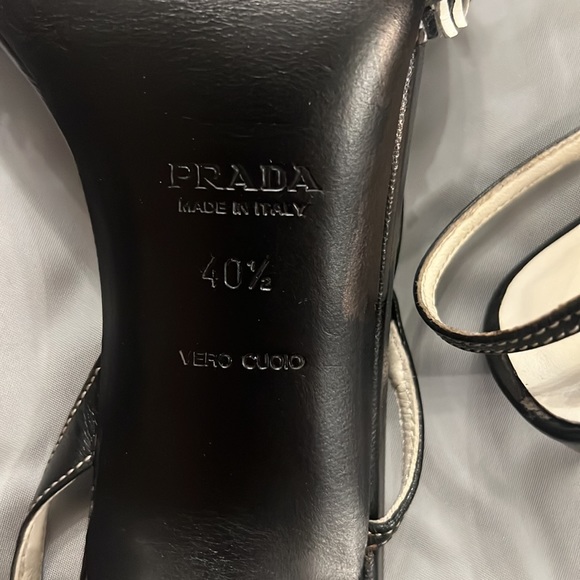 PRADA
MADE IN ITALY
40½
VERO CUOIO